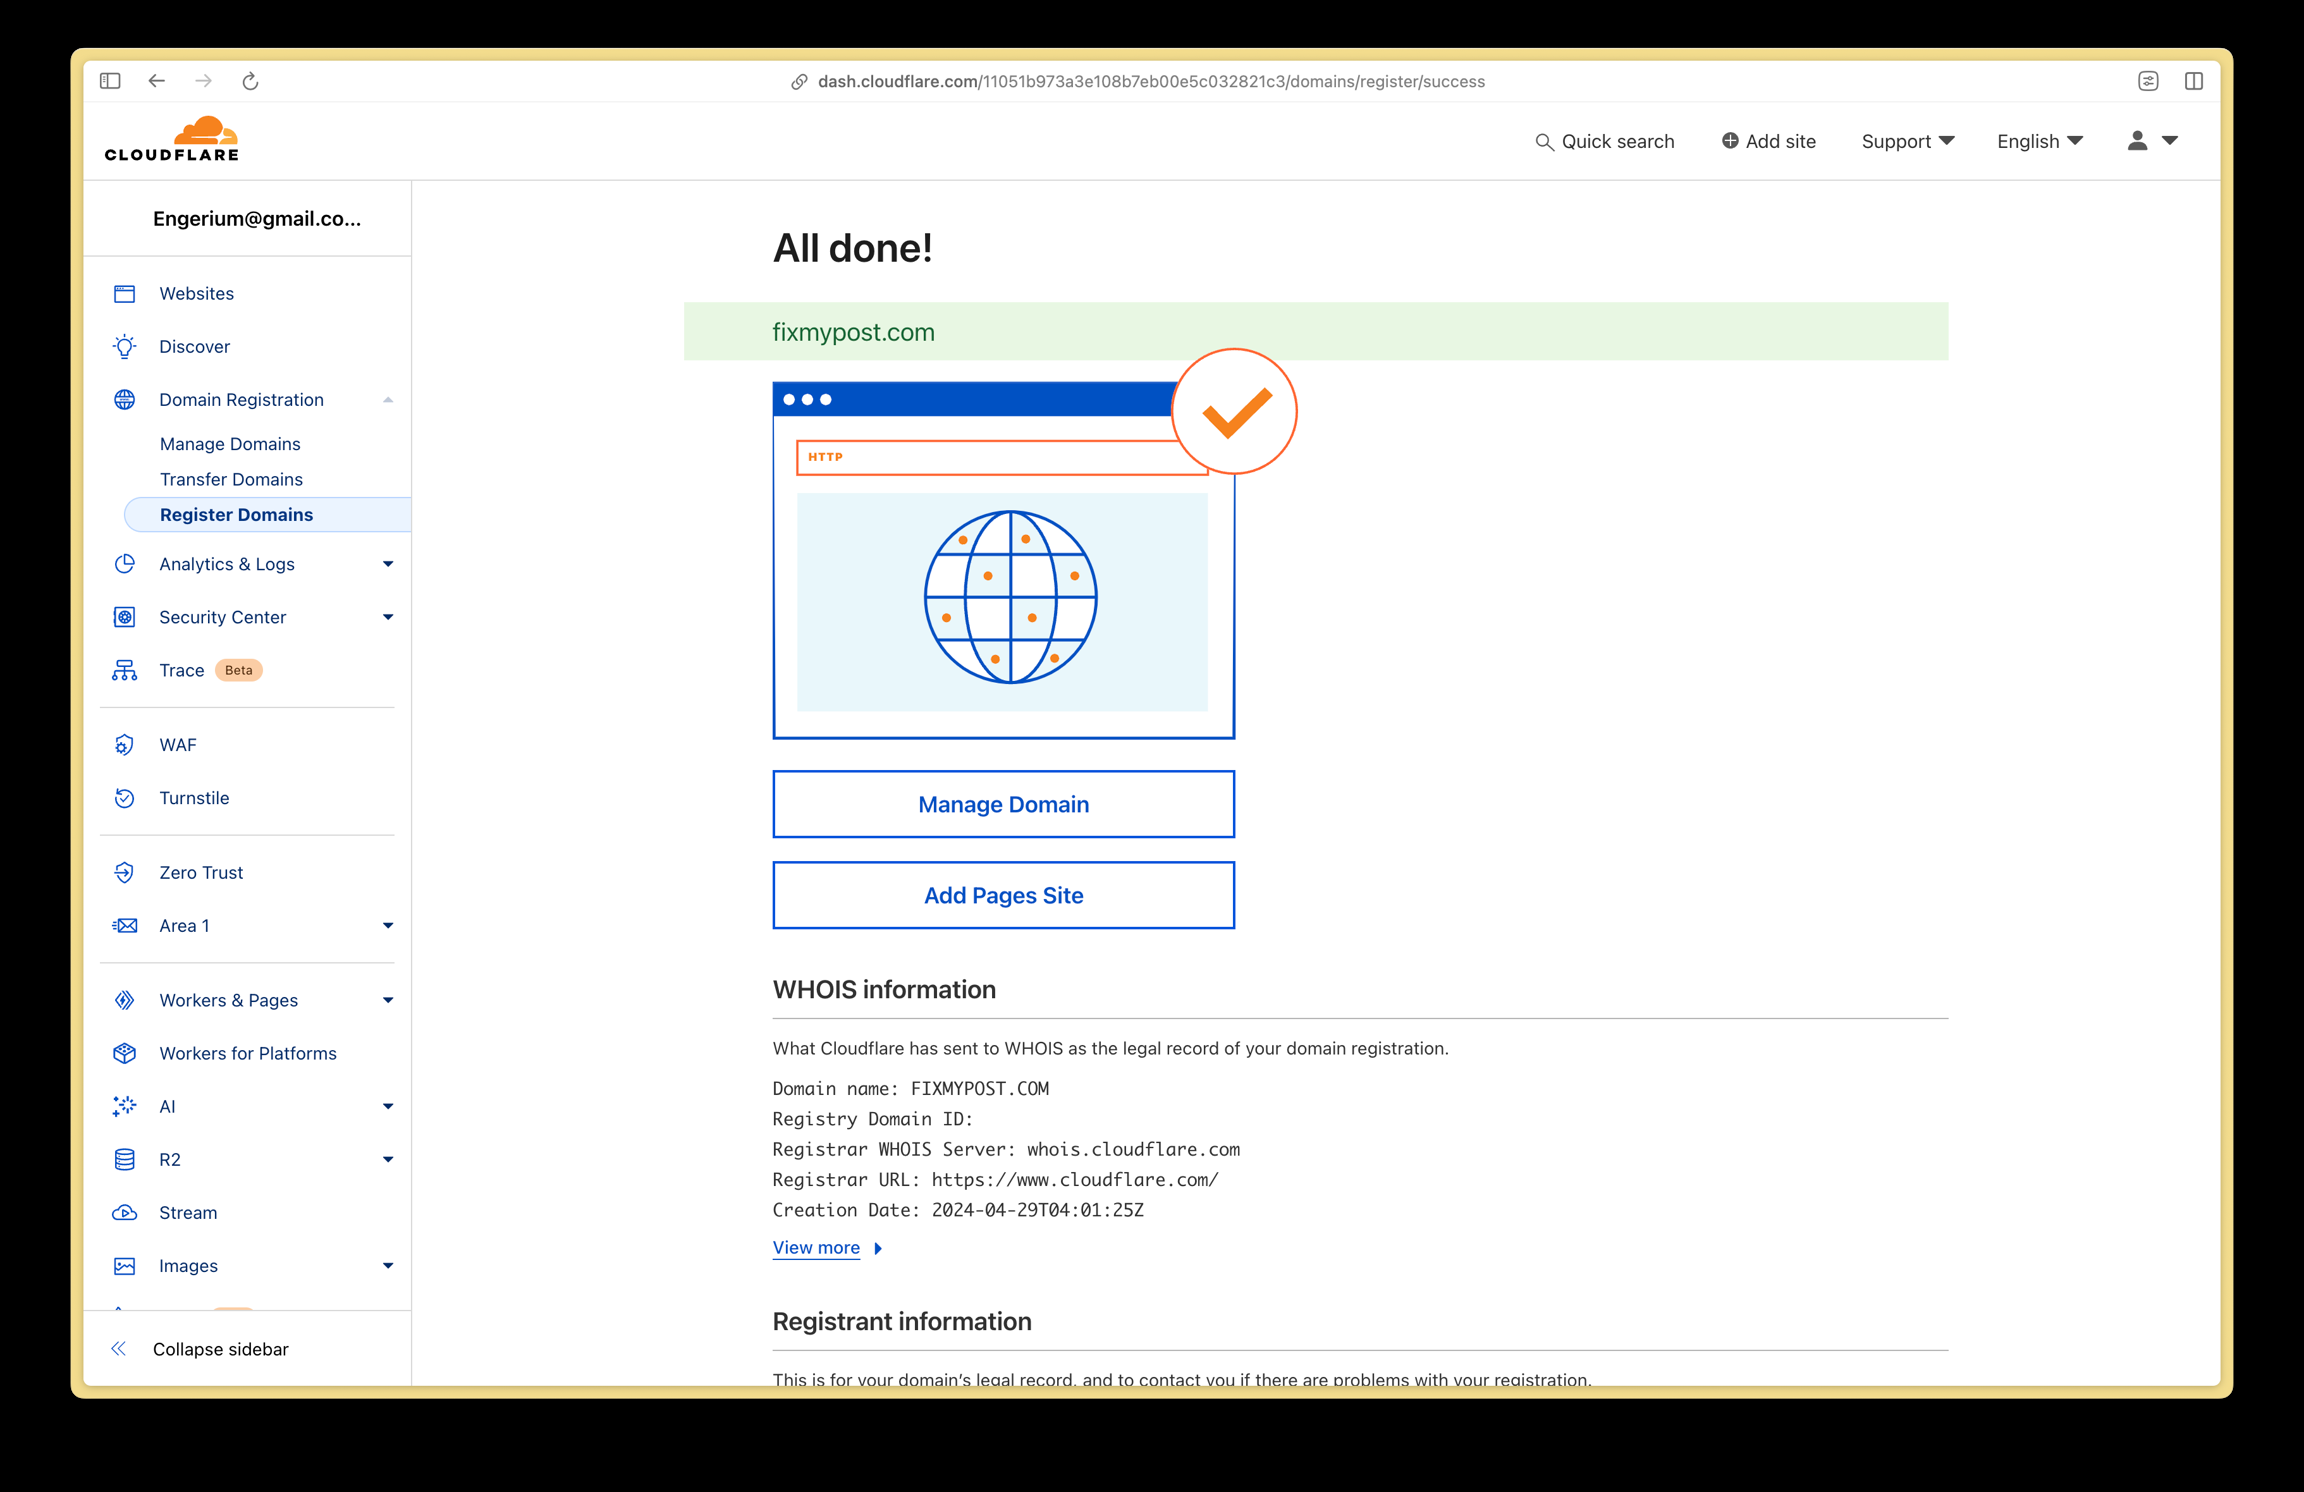 dash.cloudflare.com/11051b973a3e108b7eb00e5c032821c3/domains/register/success
CLOUDFLARE
Quick search
Add site
Support
English
Engerium@gmail.co...
Websites
Discover
Domain Registration
Manage Domains
Transfer Domains
Register Domains
Analytics & Logs
Security Center
Trace Beta
WAF
Turnstile
Zero Trust
Area 1
Workers & Pages
Workers for Platforms
AI
R2
Stream
Images
Collapse sidebar
All done!
fixmypost.com
HTTP
Manage Domain
Add Pages Site
WHOIS information
What Cloudflare has sent to WHOIS as the legal record of your domain registration.
Domain name: FIXMYPOST.COM
Registry Domain ID:
Registrar WHOIS Server: whois.cloudflare.com
Registrar URL: https://www.cloudflare.com/
Creation Date: 2024-04-29T04:01:25Z
View more
Registrant information
This is for your domain's legal record, and to contact you if there are problems with your registration.